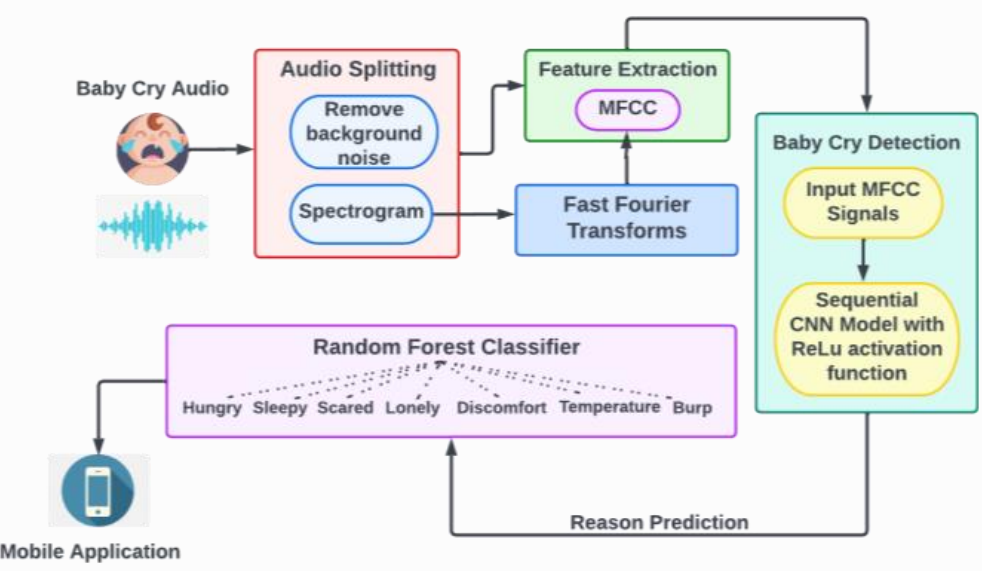 Baby Cry Audio
Audio Splitting
Remove
background
noise
Spectrogram
Feature Extraction
MFCC
Fast Fourier
Transforms
Baby Cry Detection
Input MFCC
Signals
Sequential
CNN Model with
ReLu activation
function
Reason Prediction
Random Forest Classifier
Hungry Sleepy Scared Lonely Discomfort Temperature Burp
Mobile Application